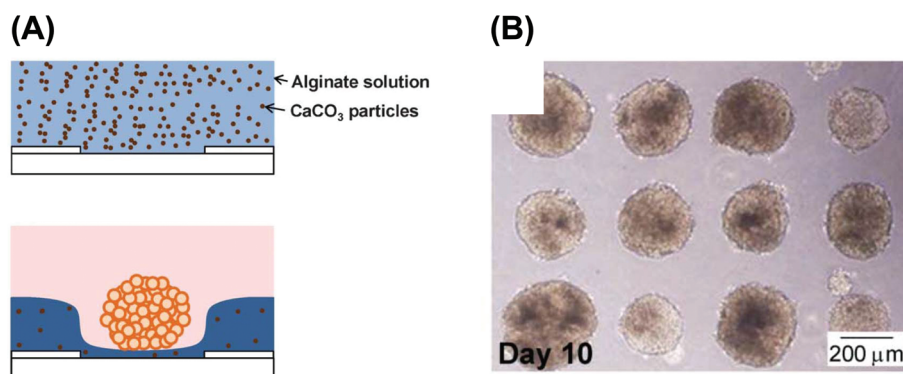 (A)
(B)
Alginate solution
CaCO₃ particles
Day 10
200 μm